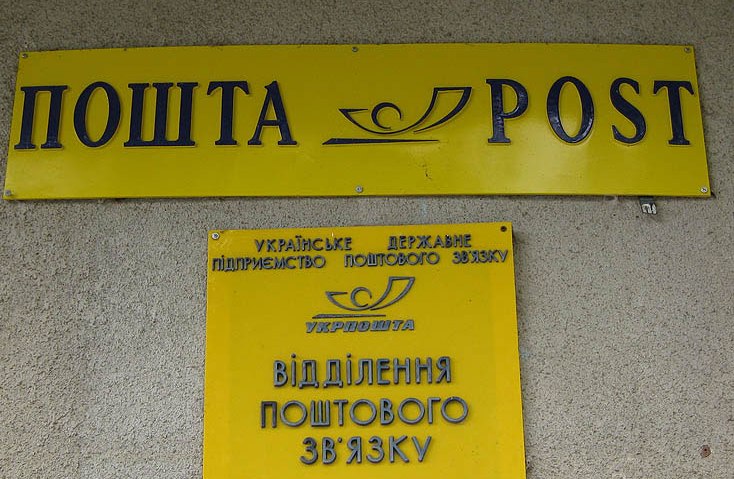 ПОШТА POST
УКРАЇНСЬКЕ ДЕРЖАВНЕ
ПІДПРИЄМСТВО ПОШТОВОГО ЗВ'ЯЗКУ
УКРПОШТА
ВІДДІЛЕННЯ
ПОШТОВОГО
ЗВ'ЯЗКУ